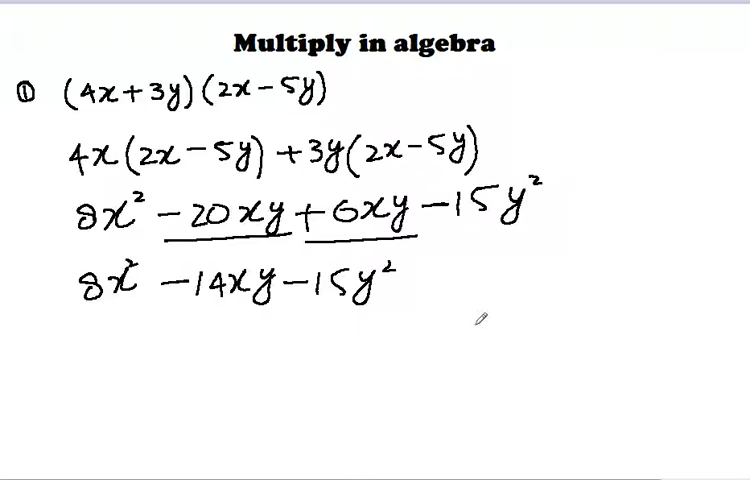 Multiply in algebra
① (4x+3y)(2x-5y)
4x(2x-5y)+3y(2x-5y)
8x² -20xy+6xy-15y²
8x² -14xy-15y²